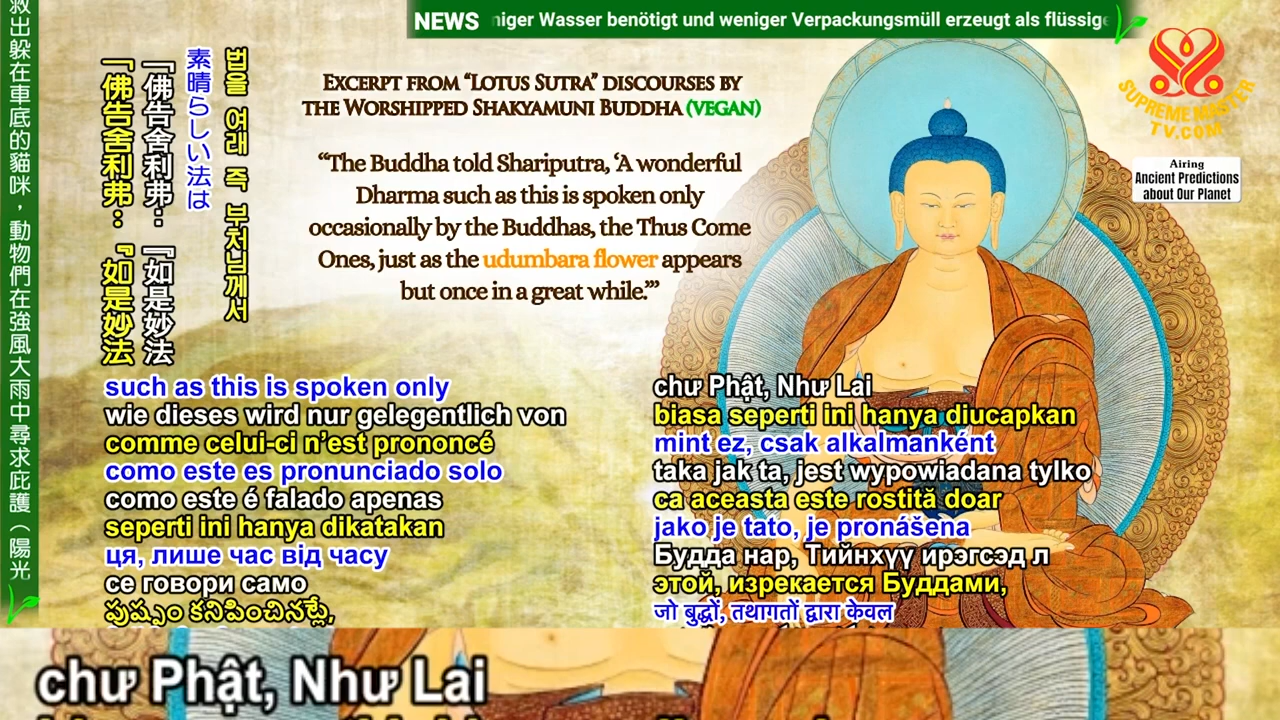 NEWS niger Wasser benötigt und weniger Verpackungsmüll erzeugt als flüssige
救出躲在車底的貓咪，動物們在強風大雨中尋求庇護（陽光
SUPREME MASTER
TV.COM
Airing
Ancient Predictions
about Our Planet
EXCERPT FROM “LOTUS SUTRA” DISCOURSES BY
THE WORSHIPPED SHAKYAMUNI BUDDHA (VEGAN)
“The Buddha told Shariputra, ‘A wonderful
Dharma such as this is spoken only
occasionally by the Buddhas, the Thus Come
Ones, just as the udumbara flower appears
but once in a great while.’”
법을 여래 즉 부처님께서
素晴らしい法は
「佛告舍利弗：『如是妙法
「佛告舍利弗：『如是妙法
such as this is spoken only
wie dieses wird nur gelegentlich von
comme celui-ci n’est prononcé
como este es pronunciado solo
como este é falado apenas
seperti ini hanya dikatakan
ця, лише час від часу
се говори само
పుష్పం కనిపించినట్లే,
chư Phật, Như Lai
biasa seperti ini hanya diucapkan
mint ez, csak alkalmanként
taka jak ta, jest wypowiadana tylko
ca aceasta este rostită doar
jako je tato, je pronášena
Будда нар, Тийнхүү ирэгсэд л
этой, изрекается Буддами,
जो बुद्धों, तथागतों द्वारा केवल
chư Phật, Như Lai